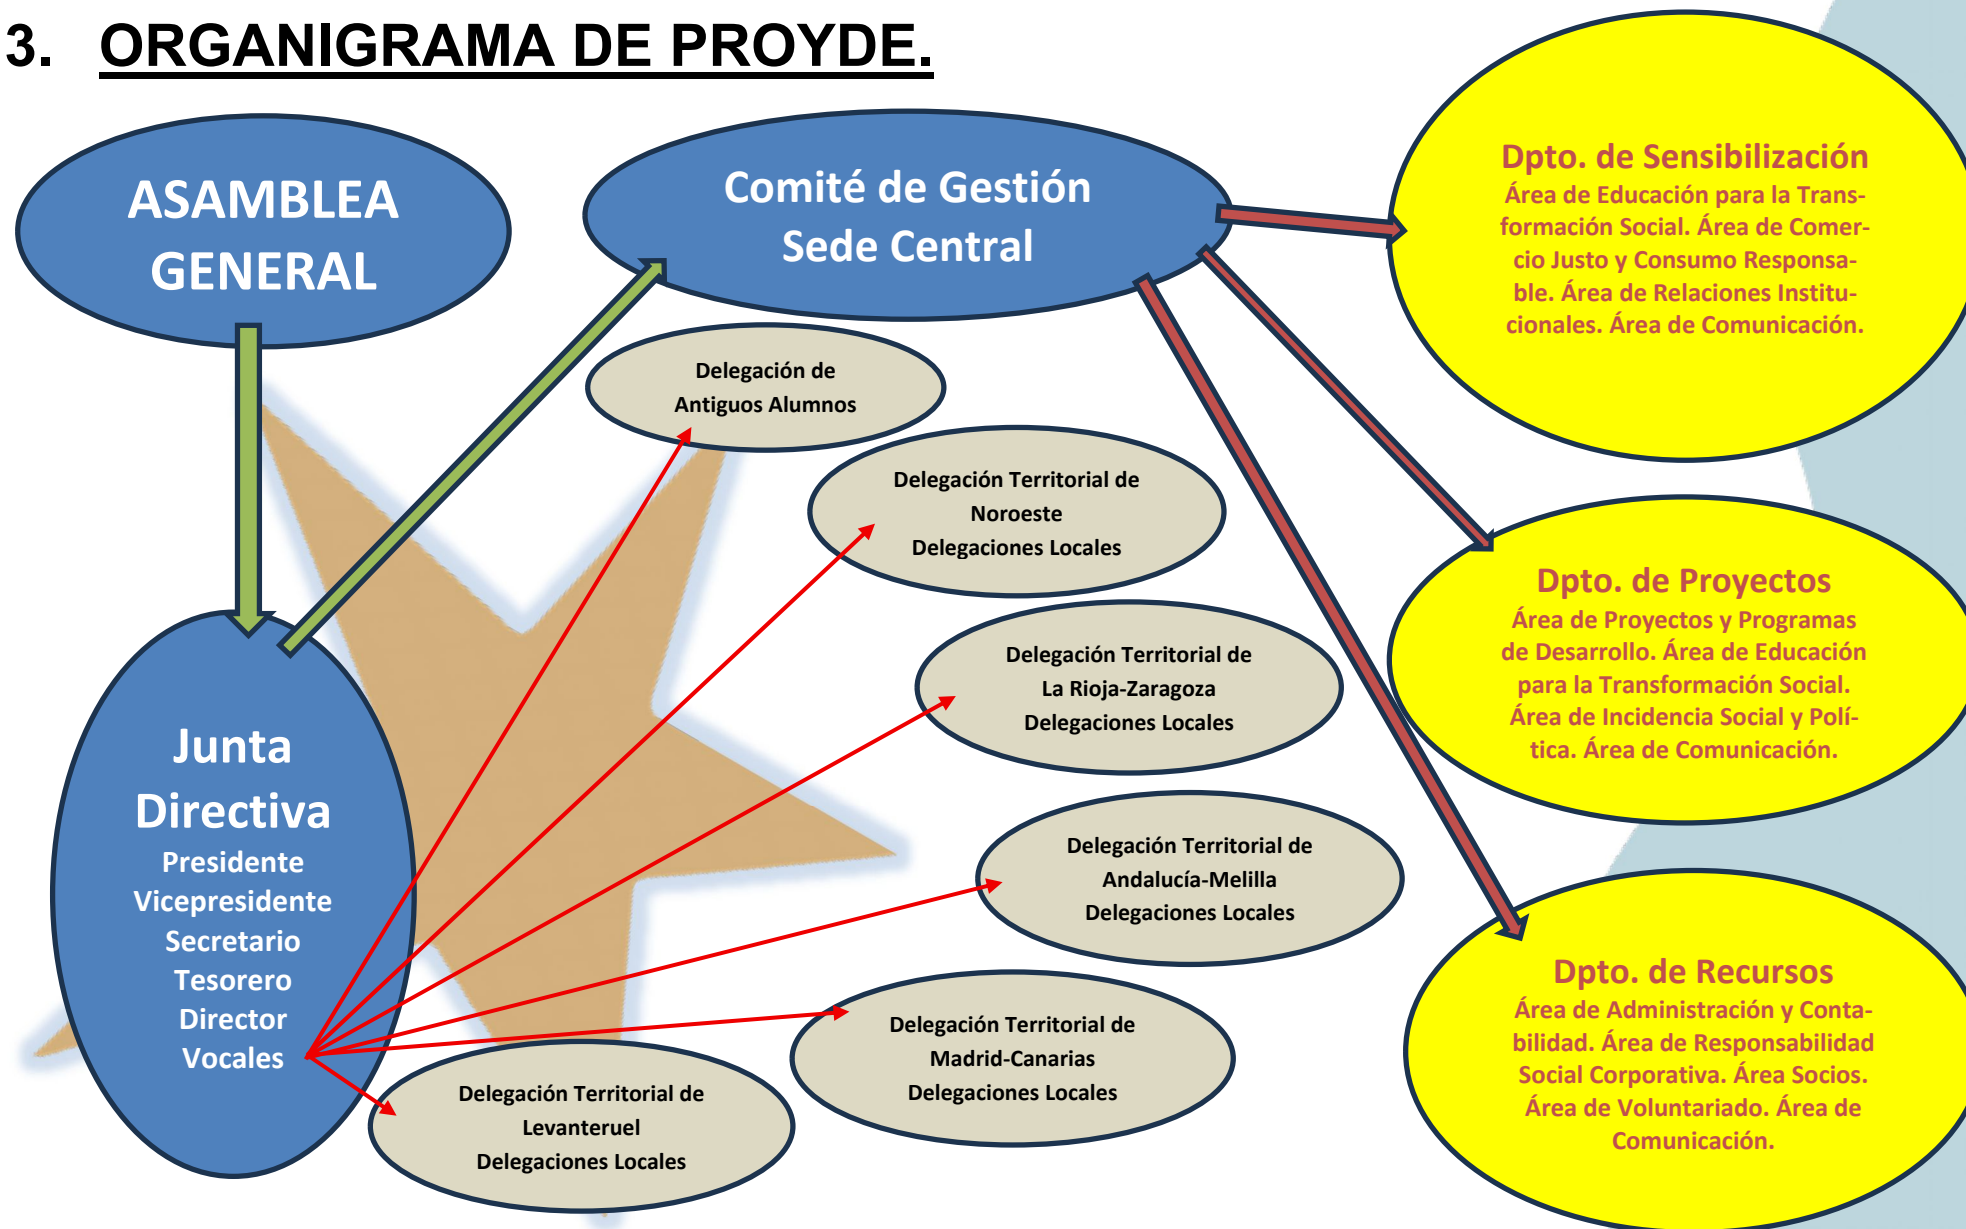 3. ORGANIGRAMA DE PROYDE.
ASAMBLEA
GENERAL
Comité de Gestión
Sede Central
Dpto. de Sensibilización
Área de Educación para la Trans-
formación Social. Área de Comer-
cio Justo y Consumo Responsa-
ble. Área de Relaciones Institu-
cionales. Área de Comunicación.
Delegación de
Antiguos Alumnos
Delegación Territorial de
Noroeste
Delegaciones Locales
Dpto. de Proyectos
Área de Proyectos y Programas
de Desarrollo. Área de Educación
para la Transformación Social.
Área de Incidencia Social y Polí-
tica. Área de Comunicación.
Delegación Territorial de
La Rioja-Zaragoza
Delegaciones Locales
Junta
Directiva
Presidente
Vicepresidente
Secretario
Tesorero
Director
Vocales
Delegación Territorial de
Andalucía-Melilla
Delegaciones Locales
Dpto. de Recursos
Área de Administración y Conta-
bilidad. Área de Responsabilidad
Social Corporativa. Área Socios.
Área de Voluntariado. Área de
Comunicación.
Delegación Territorial de
Madrid-Canarias
Delegaciones Locales
Delegación Territorial de
Levanteruel
Delegaciones Locales